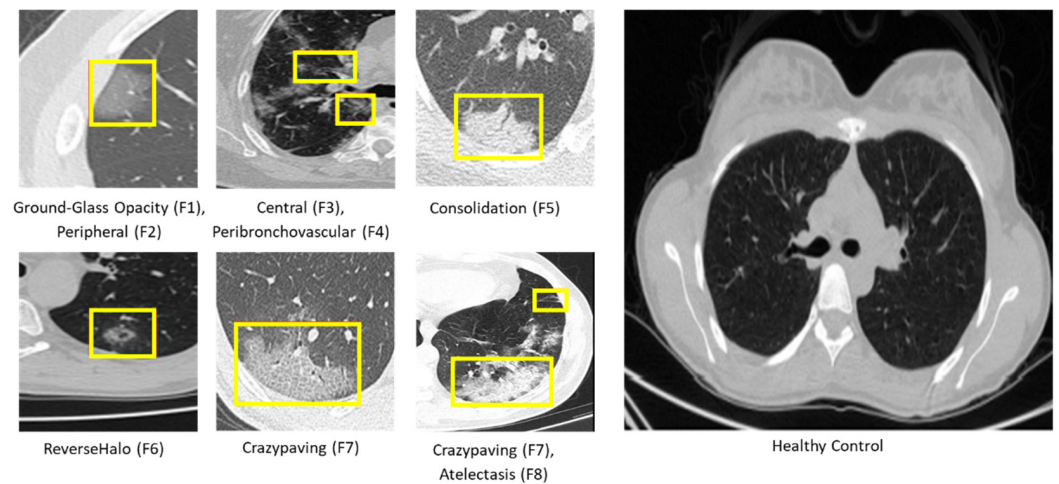 Ground-Glass Opacity (F1),
Peripheral (F2)
Central (F3),
Peribronchovascular (F4)
Consolidation (F5)
ReverseHalo (F6)
Crazypaving (F7)
Crazypaving (F7),
Atelectasis (F8)
Healthy Control